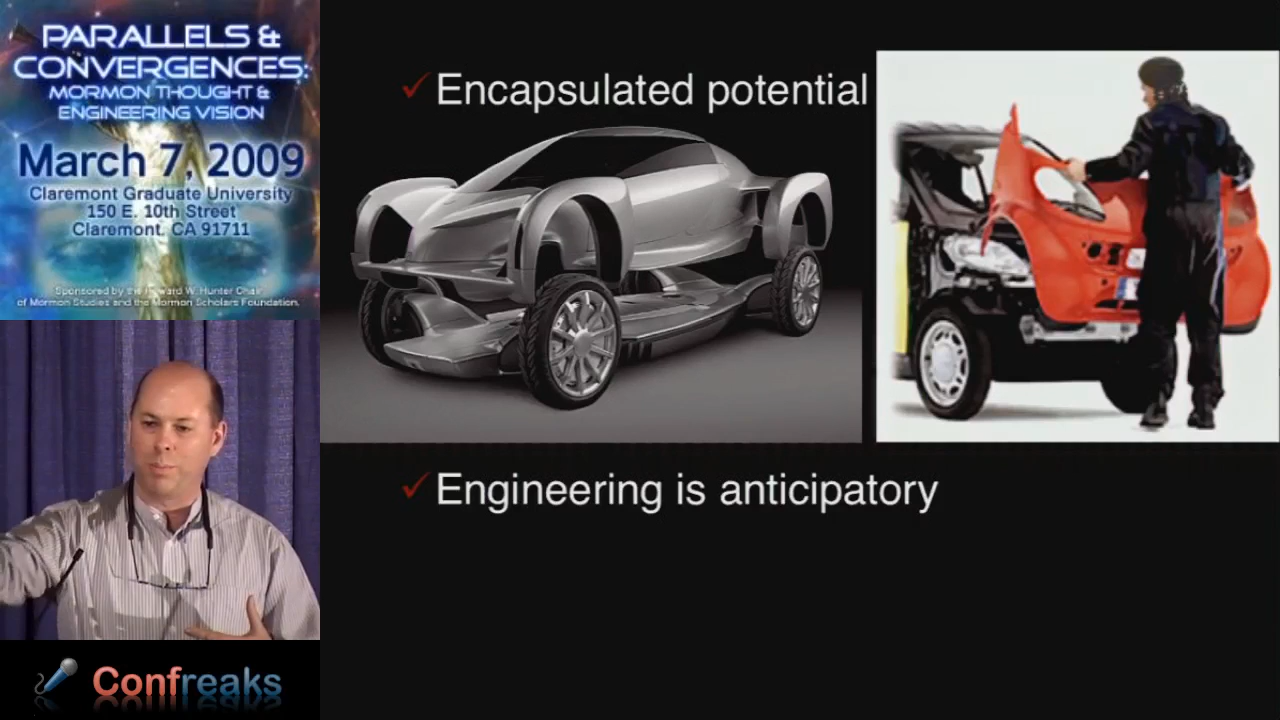 PARALLELS &
CONVERGENCES:
MORMON THOUGHT &
ENGINEERING VISION
March 7, 2009
Claremont Graduate University
150 E. 10th Street
Claremont, CA 91711
Sponsored by the Howard W. Hunter Chair
of Mormon Studies and the Mormon Scholars Foundation.
Encapsulated potential
Engineering is anticipatory
Confreaks